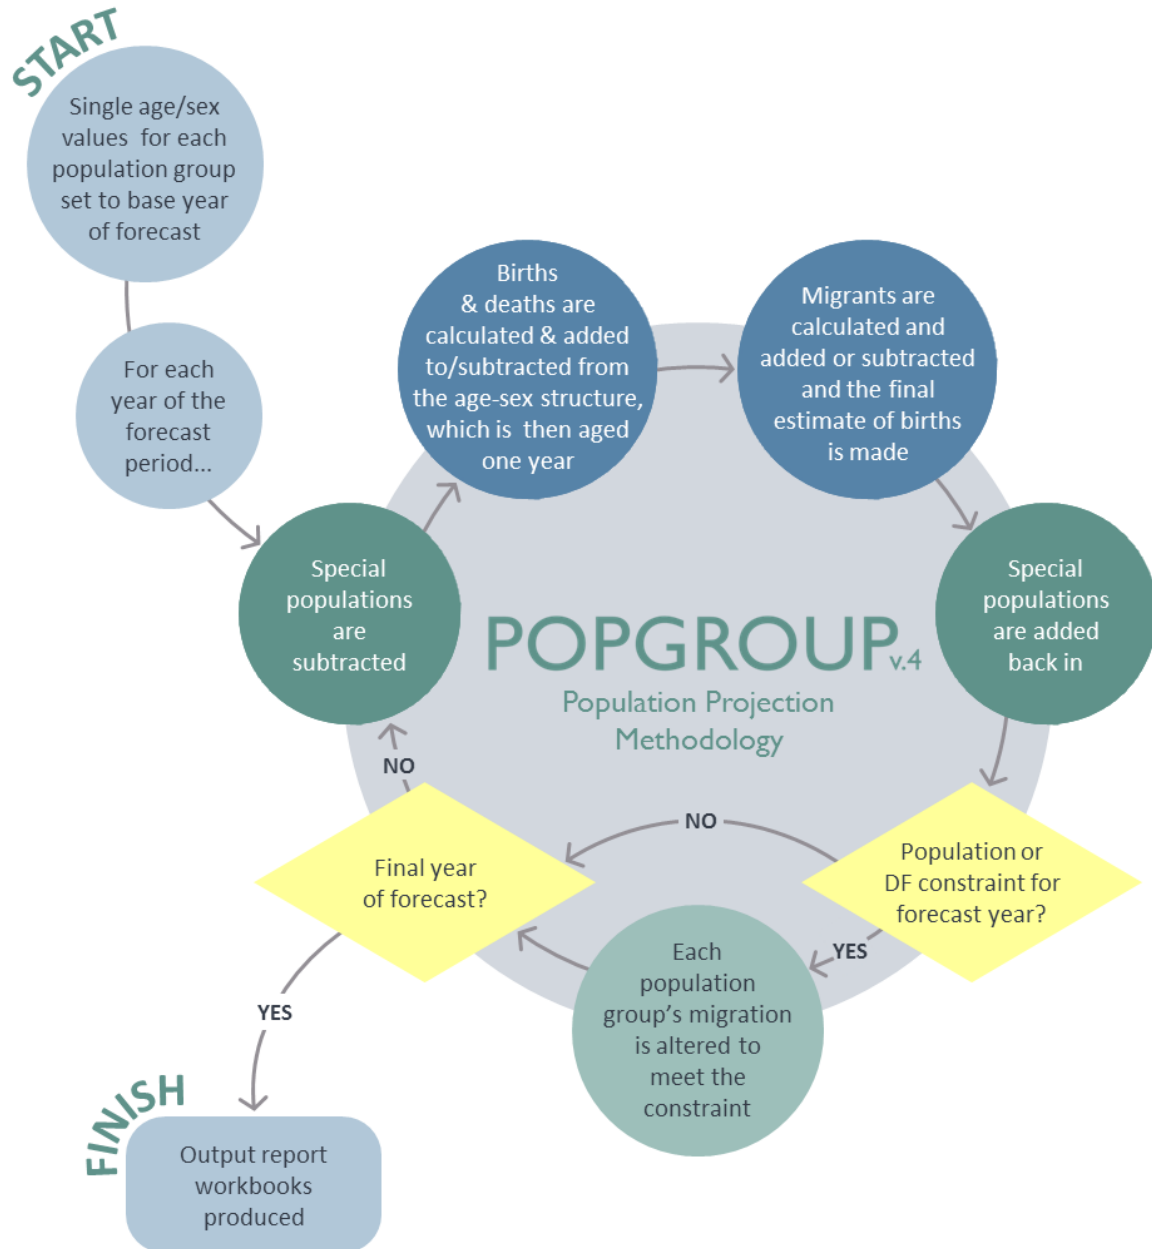 START
Single age/sex
values for each
population group
set to base year
of forecast
For each
year of the
forecast
period...
Special
populations
are
subtracted
Births
& deaths are
calculated & added
to/subtracted from
the age-sex structure,
which is then aged
one year
Migrants are
calculated and
added or subtracted
and the final
estimate of births
is made
Special
populations
are added
back in
POPGROUP v.4
Population Projection
Methodology
Population or
DF constraint for
forecast year?
NO
YES
Each
population
group's migration
is altered to
meet the
constraint
Final year
of forecast?
NO
YES
FINISH
Output report
workbooks
produced